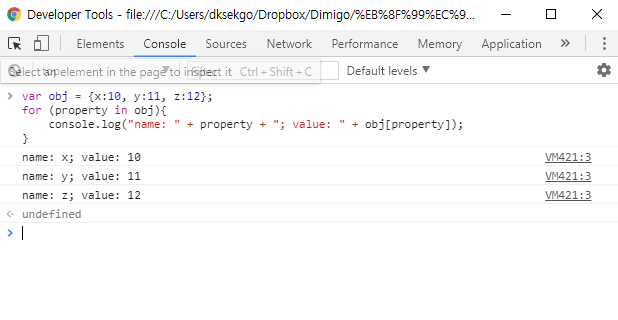 Developer Tools - file:///C:/Users/dksekgo/Dropbox/Dimigo/%EB%8F%99%EC%9...
Elements Console Sources Network Performance Memory Application »
Select an element in the page to inspect it Ctrl + Shift + C Default levels ▼
> var obj = {x:10, y:11, z:12};
for (property in obj){
    console.log("name: " + property + "; value: " + obj[property]);
}
name: x; value: 10 VM421:3
name: y; value: 11 VM421:3
name: z; value: 12 VM421:3
undefined
>